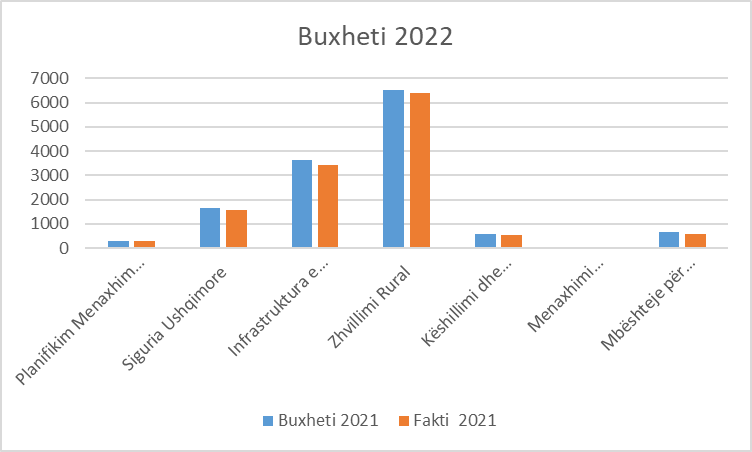 Buxheti 2022
7000
6000
5000
4000
3000
2000
1000
0
Planifikim Menaxhim...
Siguria Ushqimore
Infrastruktura e...
Zhvillimi Rural
Këshillimi dhe...
Menaxhimi...
Mbështeje për...
Buxheti 2021
Fakti  2021